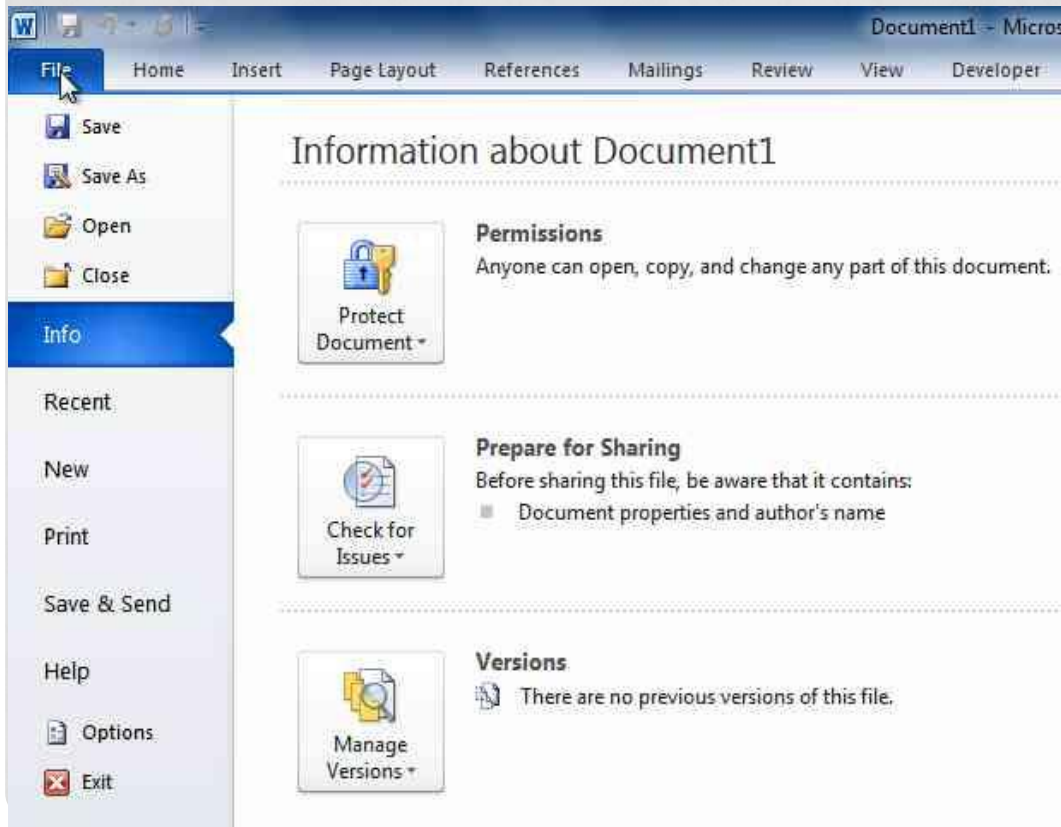 W
Document1 - Micros
File Home Insert Page Layout References Mailings Review View Developer
Save
Save As
Open
Close
Info
Recent
New
Print
Save & Send
Help
Options
Exit
Information about Document1
Protect
Document
Permissions
Anyone can open, copy, and change any part of this document.
Check for
Issues
Prepare for Sharing
Before sharing this file, be aware that it contains:
Document properties and author's name
Manage
Versions
Versions
There are no previous versions of this file.